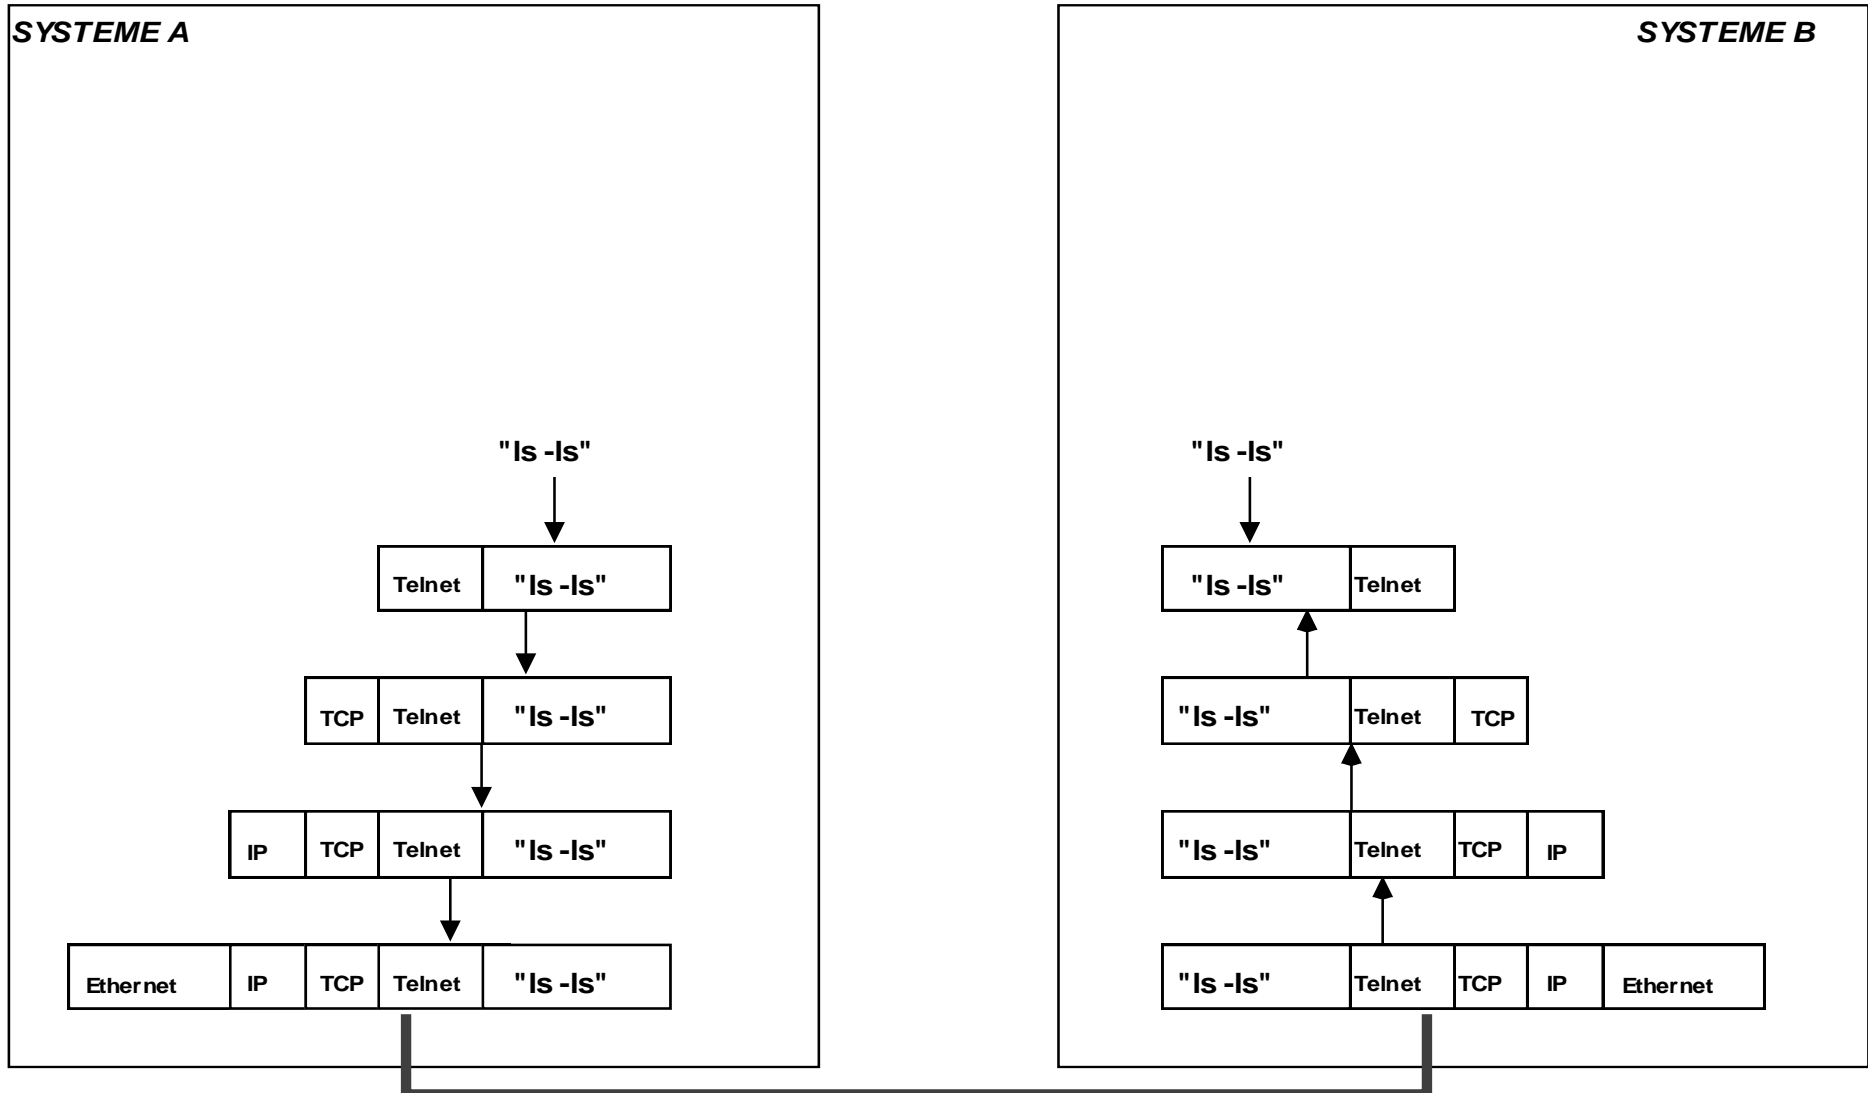 SYSTEME A
SYSTEME B
"ls -ls"
"ls -ls"
Telnet "ls -ls"
"ls -ls" Telnet
TCP Telnet "ls -ls"
"ls -ls" Telnet TCP
IP TCP Telnet "ls -ls"
"ls -ls" Telnet TCP IP
Ethernet IP TCP Telnet "ls -ls"
"ls -ls" Telnet TCP IP Ethernet